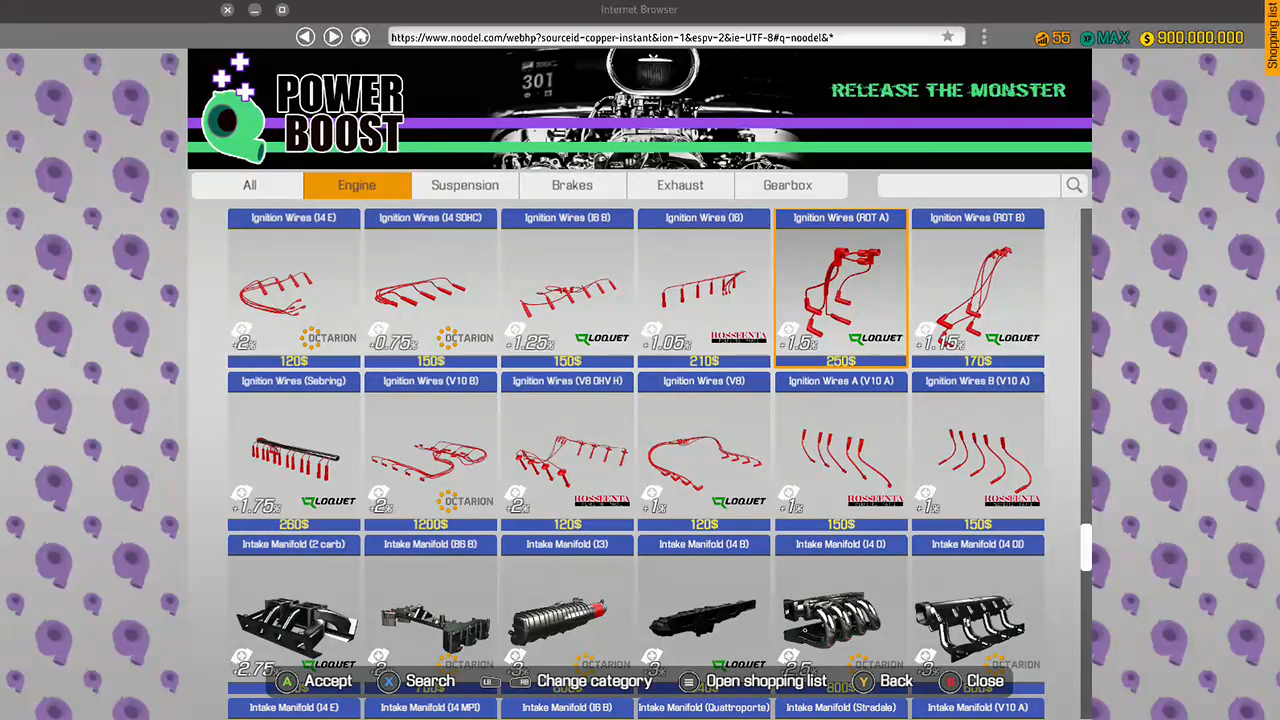 Internet Browser
Shopping list
https://www.noodel.com/webhp?sourceid-copper-instant&ion-1&espv-2&ie-UTF-8#q-noodel&*
55
XP
MAX
900,000,000
POWER
BOOST
301
RELEASE THE MONSTER
All
Engine
Suspension
Brakes
Exhaust
Gearbox
Ignition Wires (I4 E)
Ignition Wires (I4 SOHC)
Ignition Wires (I6 B)
Ignition Wires (I6)
Ignition Wires (ROT A)
Ignition Wires (ROT B)
+2%
OCTARION
+0.75%
OCTARION
+1.25%
LOQUET
+1.05%
ROSSFENTA
+1.5%
LOQUET
+1.15%
LOQUET
120$
150$
150$
210$
250$
170$
Ignition Wires (Sebring)
Ignition Wires (V10 B)
Ignition Wires (V8 OHV H)
Ignition Wires (V8)
Ignition Wires A (V10 A)
Ignition Wires B (V10 A)
+1.75%
LOQUET
+2%
OCTARION
+2%
ROSSFENTA
+1%
LOQUET
+1%
ROSSFENTA
+1%
ROSSFENTA
260$
1200$
120$
120$
150$
150$
Intake Manifold (2 carb)
Intake Manifold (B6 B)
Intake Manifold (I3)
Intake Manifold (I4 B)
Intake Manifold (I4 D)
Intake Manifold (I4 DI)
LOQUET
OCTARION
OCTARION
LOQUET
OCTARION
OCTARION
A Accept
X Search
LB RB Change category
Open shopping list
Y Back
B Close
Intake Manifold (I4 E)
Intake Manifold (I4 MPI)
Intake Manifold (I6 B)
Intake Manifold (Quattroporte)
Intake Manifold (Stradale)
Intake Manifold (V10 A)